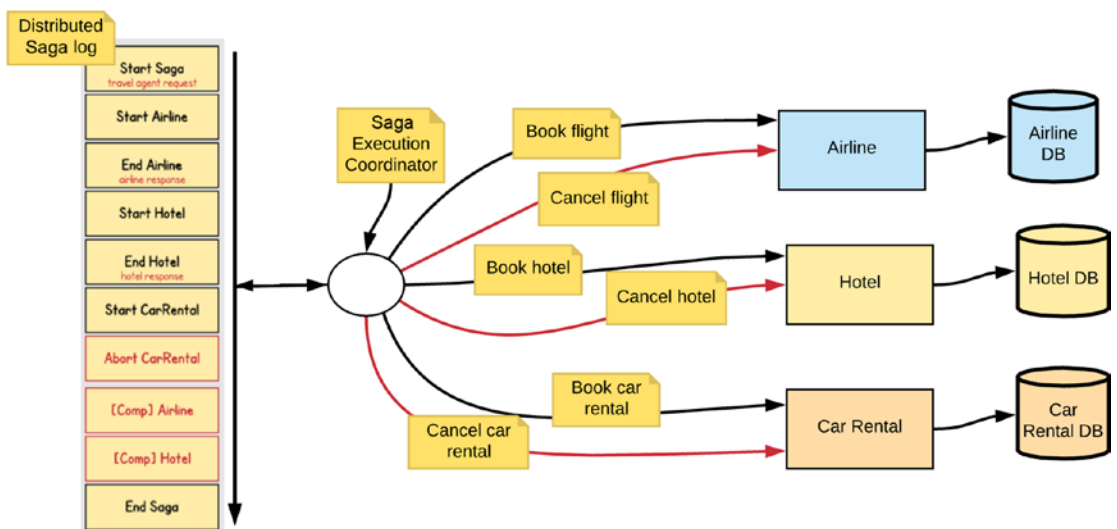 Distributed
Saga log
Start Saga
travel agent request
Start Airline
End Airline
airline response
Start Hotel
End Hotel
hotel response
Start CarRental
Abort CarRental
[Comp] Airline
[Comp] Hotel
End Saga
Saga
Execution
Coordinator
Book flight
Cancel flight
Book hotel
Cancel hotel
Book car
rental
Cancel car
rental
Airline
Airline
DB
Hotel
Hotel DB
Car Rental
Car
Rental DB